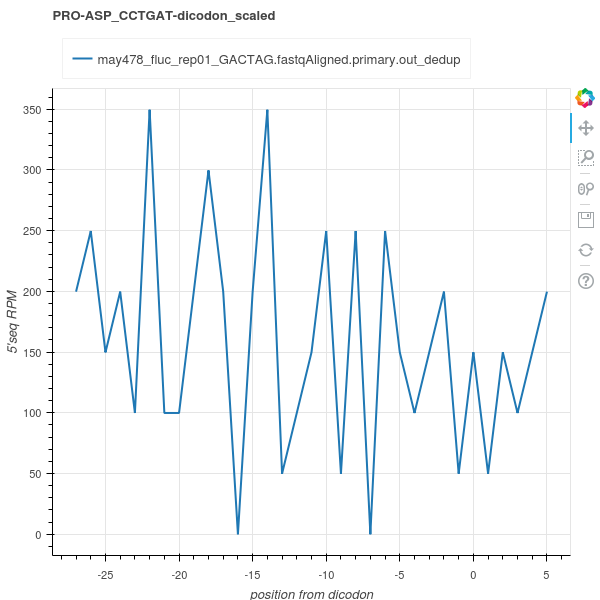 PRO-ASP_CCTGAT-dicodon_scaled
may478_fluc_rep01_GACTAG.fastqAligned.primary.out_dedup
350
300
250
200
150
100
50
0
5'seq RPM
-25 -20 -15 -10 -5 0 5
position from dicodon